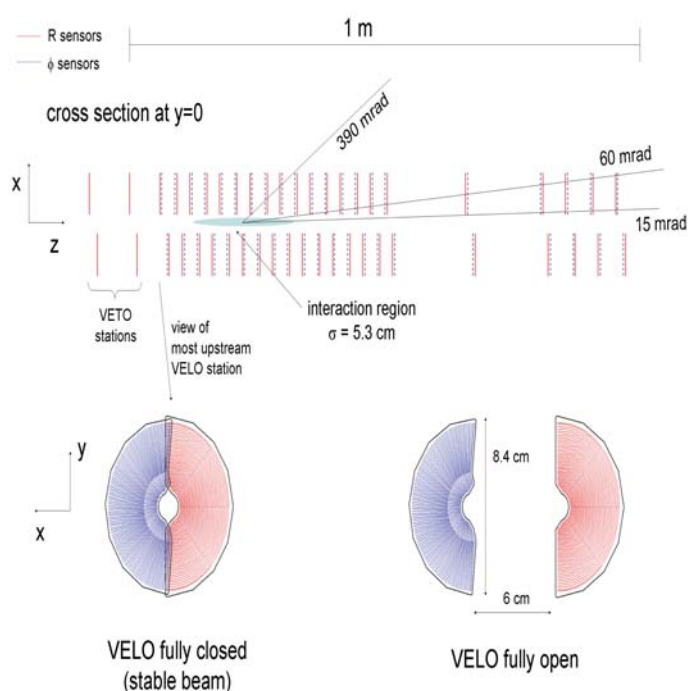 1 m
R sensors
ϕ sensors
cross section at y=0
390 mrad
60 mrad
x
15 mrad
z
interaction region
σ = 5.3 cm
VETO
stations
view of
most upstream
VELO station
y
8.4 cm
x
6 cm
VELO fully closed
(stable beam)
VELO fully open